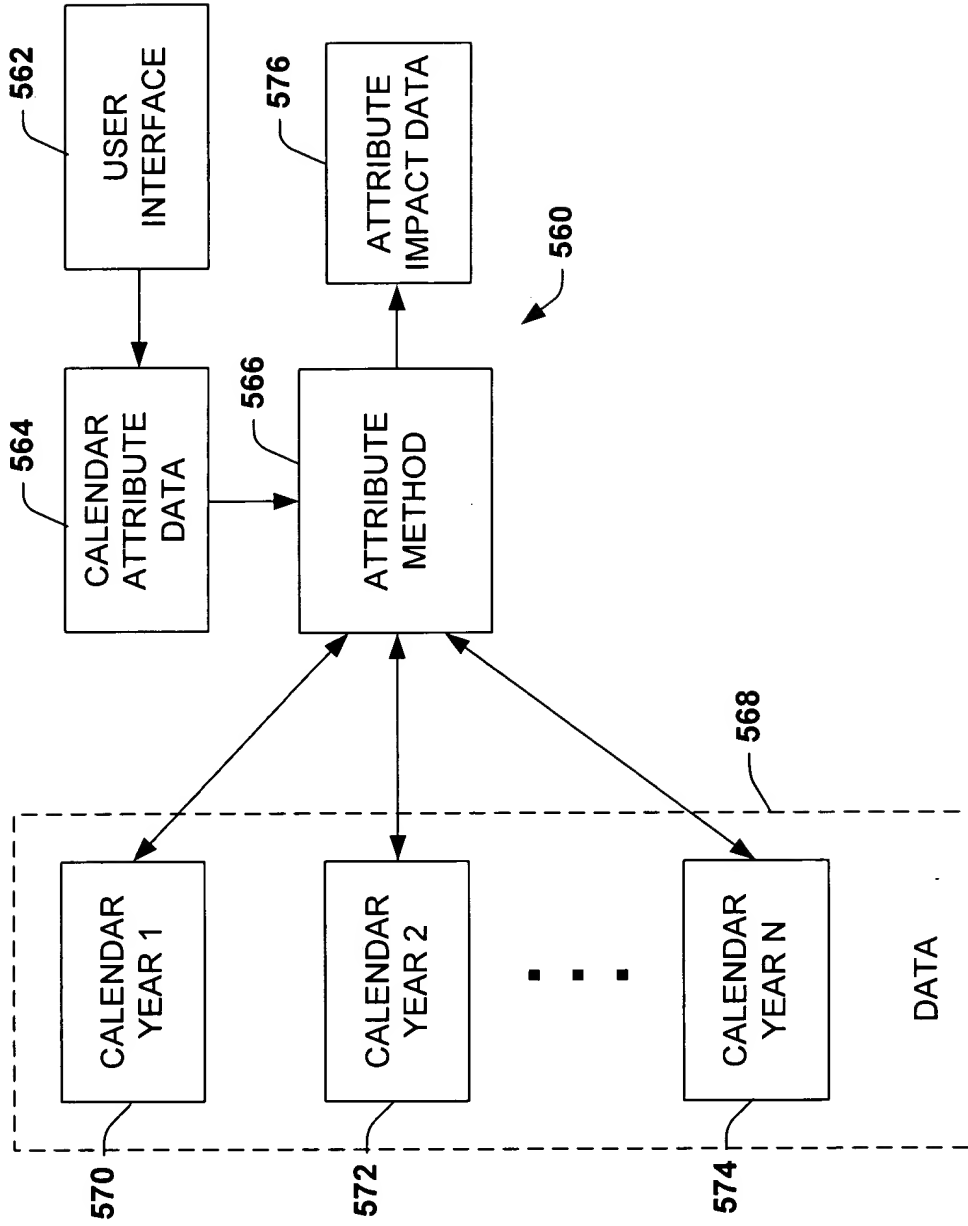 562
USER
INTERFACE
564
CALENDAR
ATTRIBUTE
DATA
566
ATTRIBUTE
METHOD
576
ATTRIBUTE
IMPACT DATA
560
568
570
CALENDAR
YEAR 1
572
CALENDAR
YEAR 2
574
CALENDAR
YEAR N
DATA